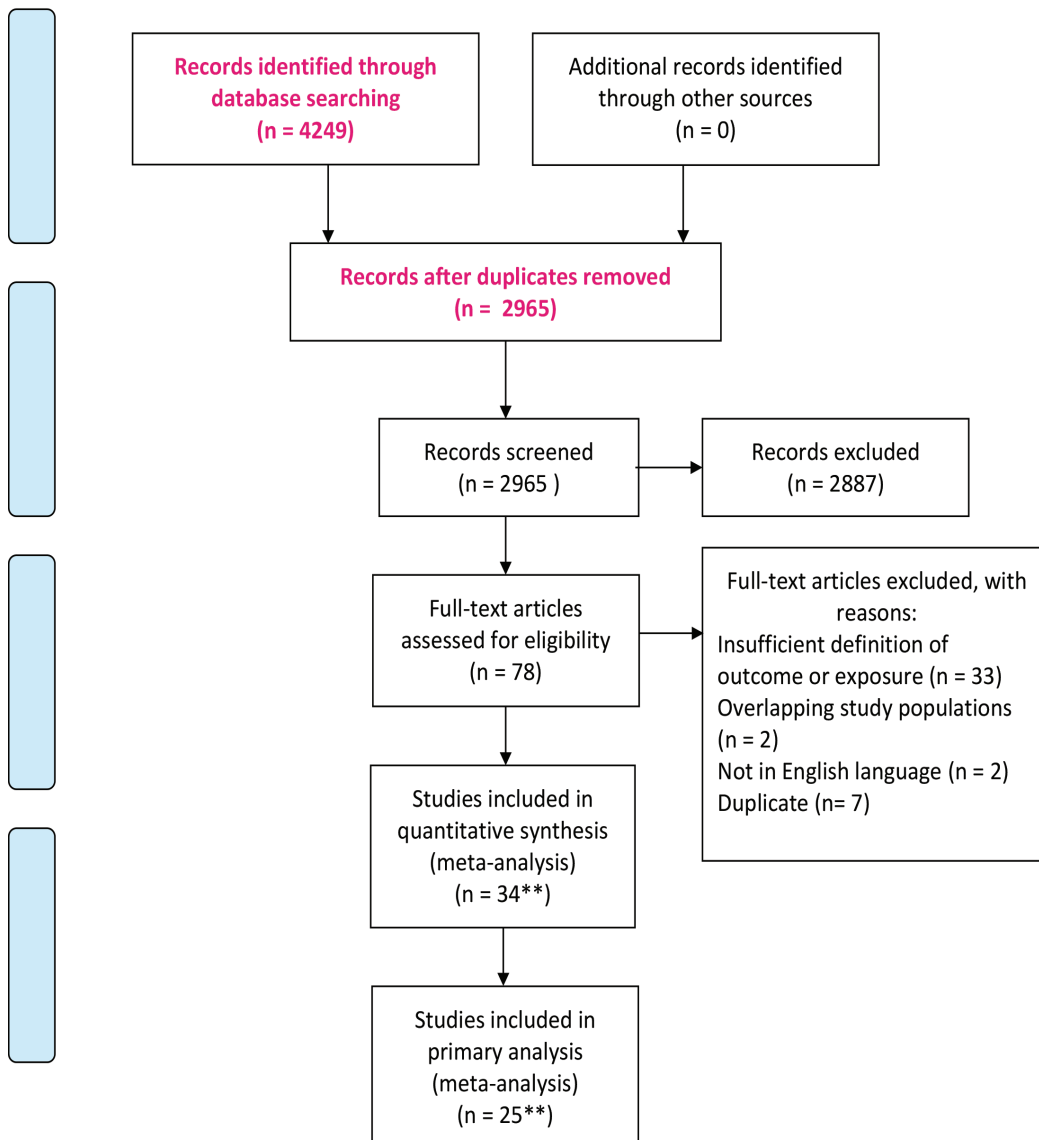 Records identified through
database searching
(n = 4249)
Additional records identified
through other sources
(n = 0)
Records after duplicates removed
(n = 2965)
Records screened
(n = 2965 )
Records excluded
(n = 2887)
Full-text articles
assessed for eligibility
(n = 78)
Full-text articles excluded, with
reasons:
Insufficient definition of
outcome or exposure (n = 33)
Overlapping study populations
(n = 2)
Not in English language (n = 2)
Duplicate (n= 7)
Studies included in
quantitative synthesis
(meta-analysis)
(n = 34**)
Studies included in
primary analysis
(meta-analysis)
(n = 25**)